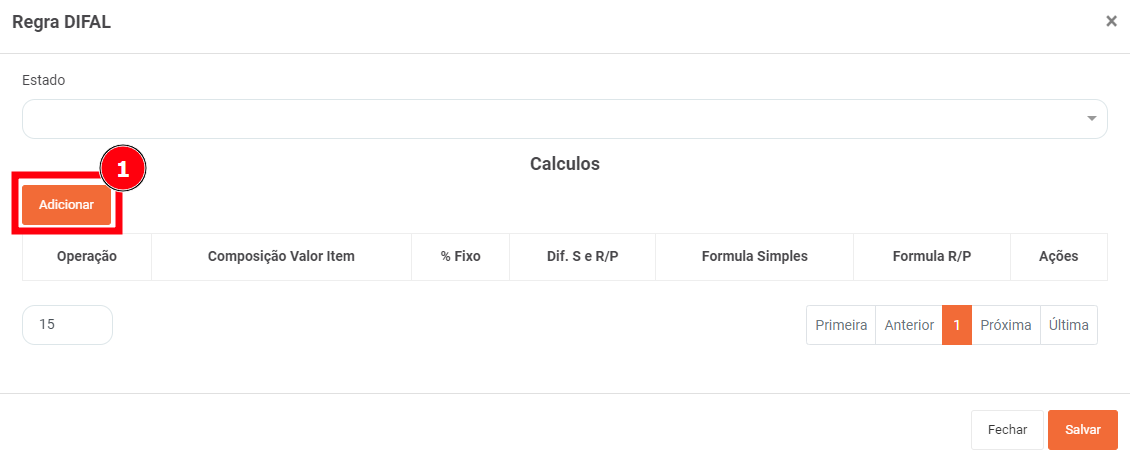 Regra DIFAL ×
Estado
1
Calculos
Adicionar
Operação Composição Valor Item % Fixo Dif. S e R/P Formula Simples Formula R/P Ações
15 Primeira Anterior 1 Próxima Última
Fechar Salvar